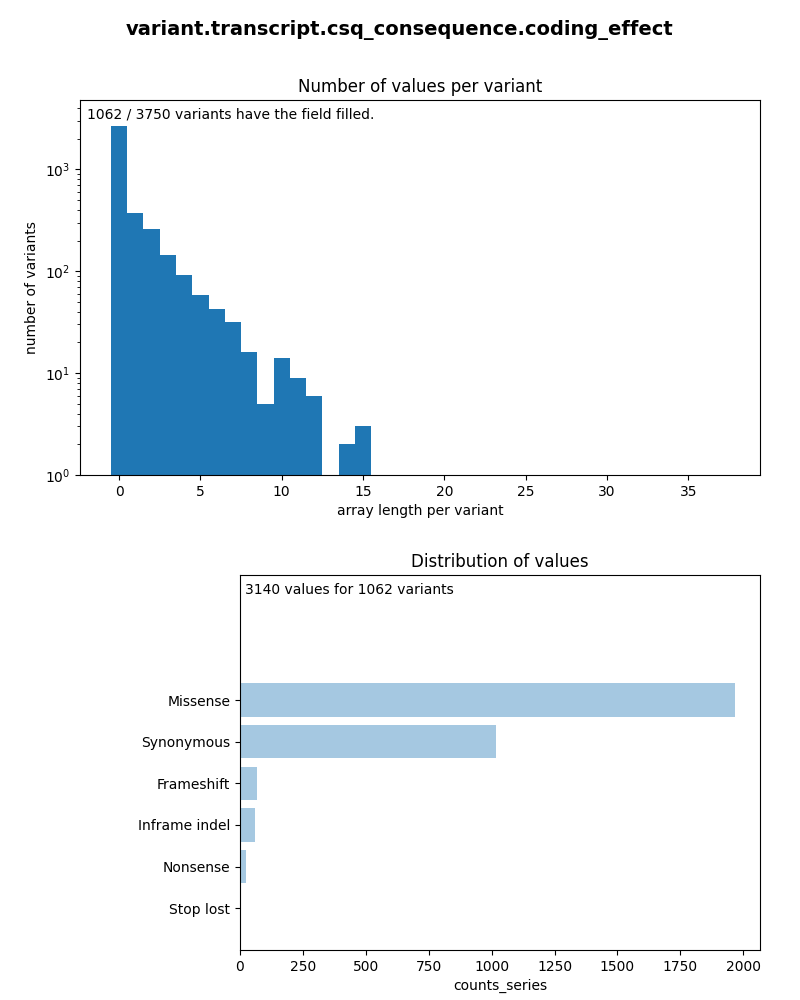 variant.transcript.csq_consequence.coding_effect
Number of values per variant
1062 / 3750 variants have the field filled.
10³
10²
10¹
10⁰
number of variants
0 5 10 15 20 25 30 35
array length per variant
Distribution of values
3140 values for 1062 variants
Missense
Synonymous
Frameshift
Inframe indel
Nonsense
Stop lost
0 250 500 750 1000 1250 1500 1750 2000
counts_series